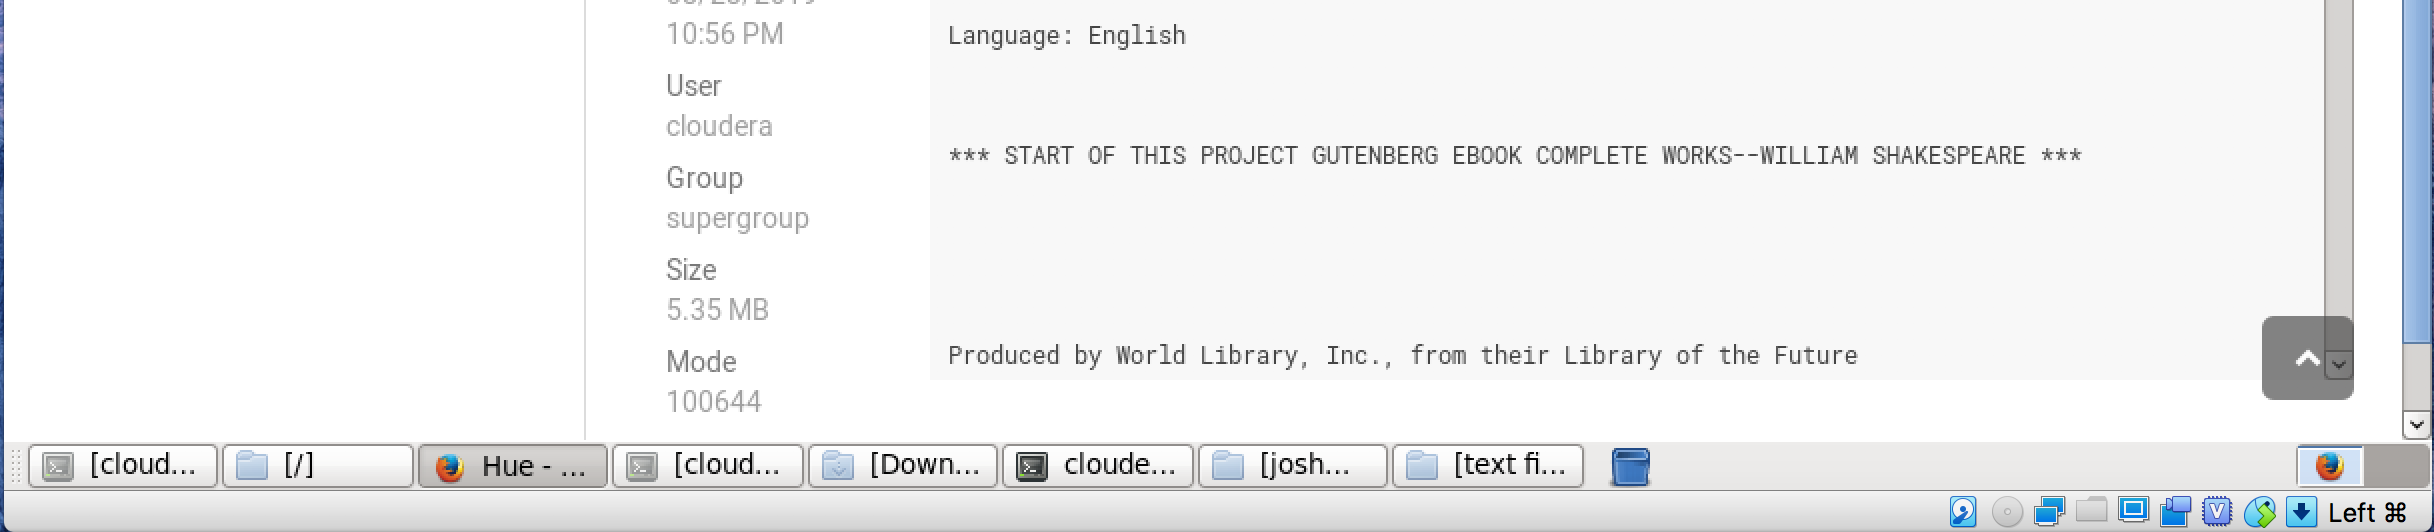 10:56 PM
User
cloudera
Group
supergroup
Size
5.35 MB
Mode
100644
Language: English
*** START OF THIS PROJECT GUTENBERG EBOOK COMPLETE WORKS--WILLIAM SHAKESPEARE ***
Produced by World Library, Inc., from their Library of the Future
[cloud...
[/]
Hue - ...
[cloud...
[Down...
cloude...
[josh...
[text fi...
Left ⌘